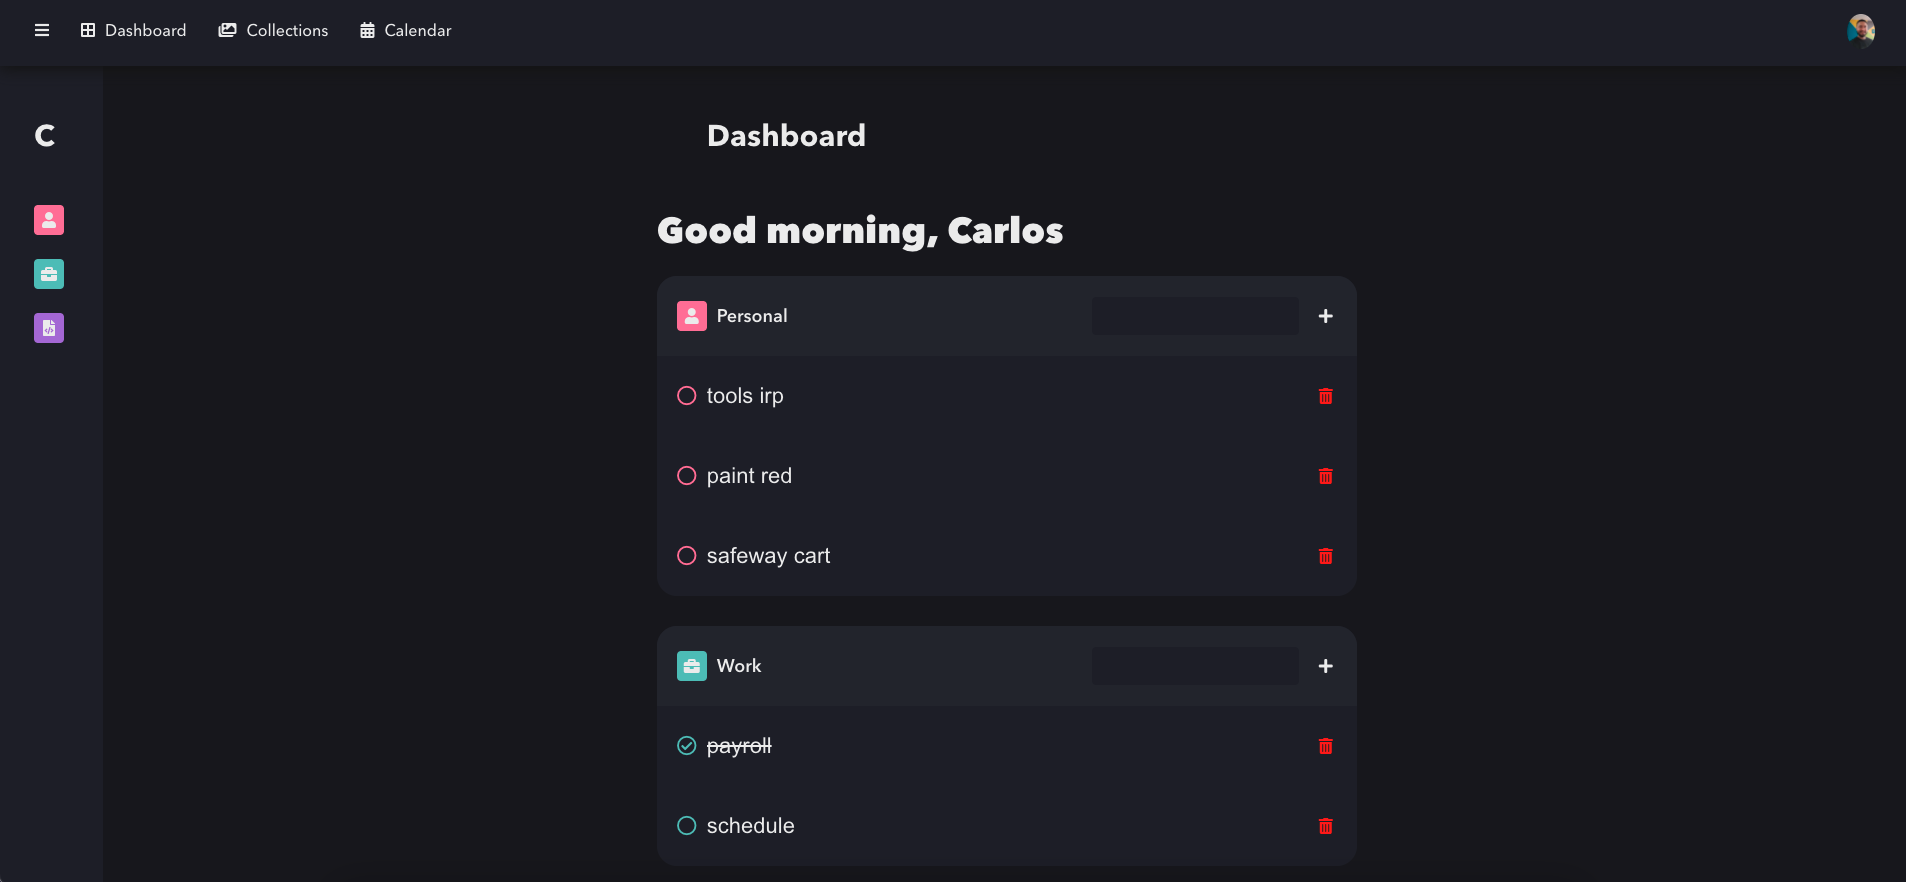 Dashboard Collections Calendar
C
Dashboard
Good morning, Carlos
Personal
tools irp
paint red
safeway cart
Work
payroll
schedule